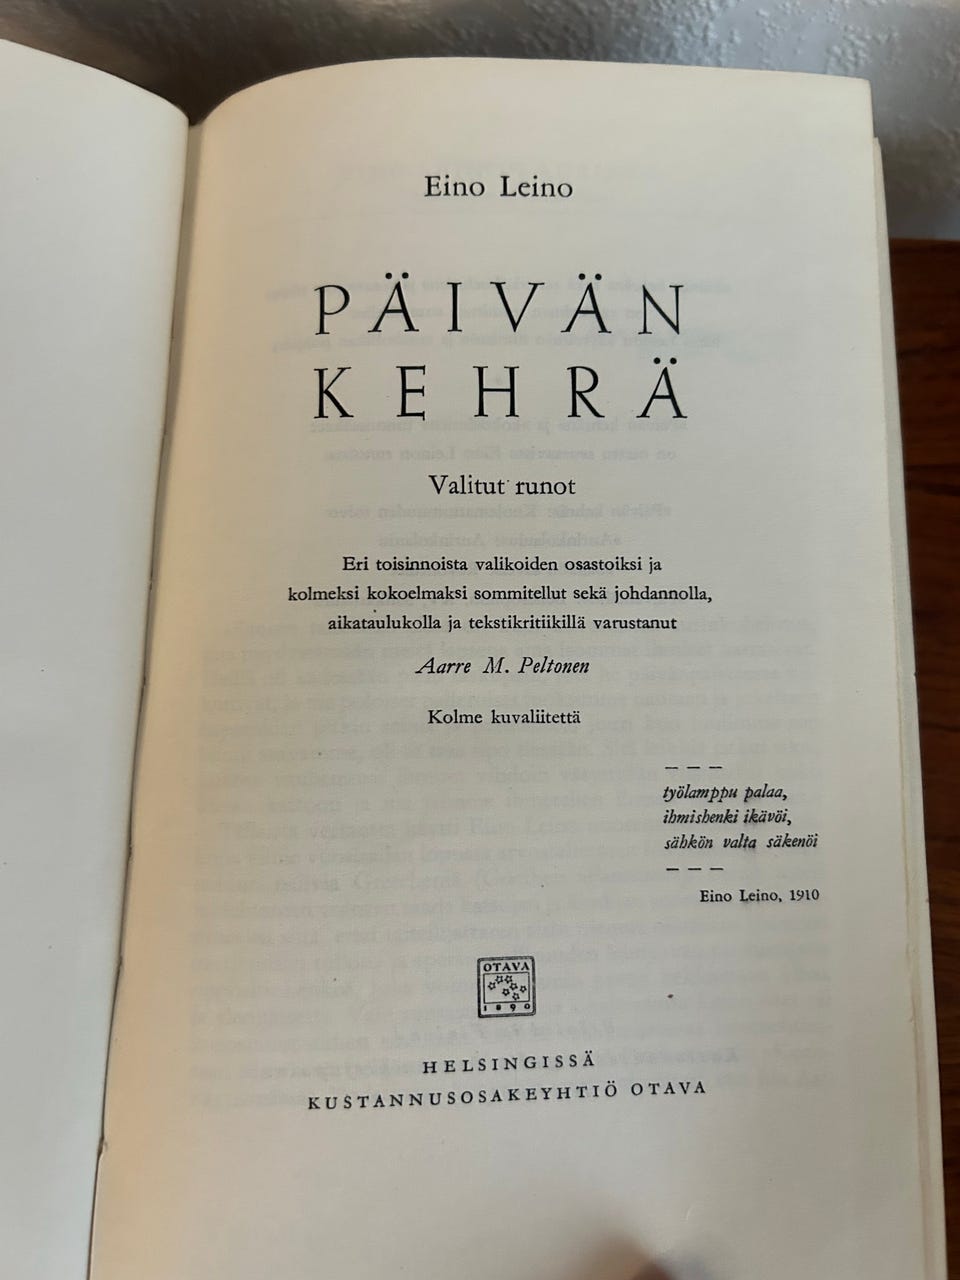 Eino Leino
PÄIVÄN
KEHRÄ
Valitut runot
Eri toisinnoista valikoiden osastoiksi ja
kolmeksi kokoelmaksi sommitellut sekä johdannolla,
aikataulukolla ja tekstikritiikillä varustanut
Aarre M. Peltonen
Kolme kuvaliitettä
— — —
työlamppu palaa,
ihmishenki ikävöi,
sähkön valta säkenöi
— — —
Eino Leino, 1910
OTAVA
1890
HELSINGISSÄ
KUSTANNUSOSAKEYHTIÖ OTAVA